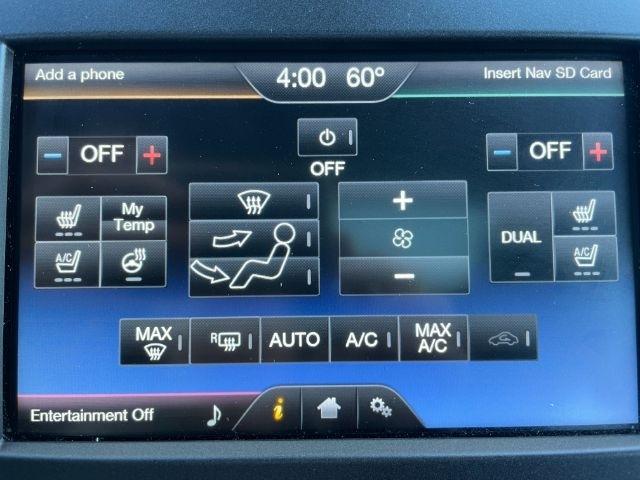 Add a phone
4:00 60°
Insert Nav SD Card
- OFF +
OFF
- OFF +
My
Temp
A/C
+
-
DUAL
A/C
MAX
R
AUTO
A/C
MAX
A/C
Entertainment Off
i